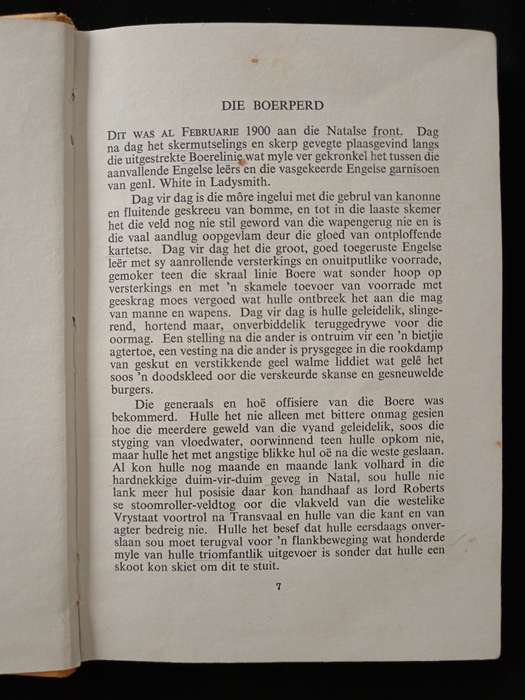 DIE BOERPERD
DIT WAS AL FEBRUARIE 1900 aan die Natalse front. Dag
na dag het skermutselings en skerp gevegte plaasgevind langs
die uitgestrekte Boerelinie wat myle ver gekronkel het tussen die
aanvallende Engelse leërs en die vasgekeerde Engelse garnisoen
van genl. White in Ladysmith.
Dag vir dag is die môre ingelui met die gebrul van kanonne
en fluitende geskreeu van bomme, en tot in die laaste skemer
het die veld nog nie stil geword van die wapengerug nie en is
die vaal aandlug oopgevlam deur die gloed van ontploffende
kartetse. Dag vir dag het die groot, goed toegeruste Engelse
leër met sy aanrollende versterkings en onuitputlike voorrade,
gemoker teen die skraal linie Boere wat sonder hoop op
versterkings en met 'n skamele toevoer van voorrade met
geeskrag moes vergoed wat hulle ontbreek het aan die mag
van manne en wapens. Dag vir dag is hulle geleidelik, slinge-
rend, hortend maar, onverbiddelik teruggedrywe voor die
oormag. Een stelling na die ander is ontruim vir een 'n bietjie
agtertoe, een vesting na die ander is prysgegee in die rookdamp
van geskut en verstikkende geel walme liddiet wat gelê het
soos 'n doodskleed oor die verskeurde skanse en gesneuwelde
burgers.
Die generaals en hoë offisiere van die Boere was
bekommerd. Hulle het nie alleen met bittere onmag gesien
hoe die meerdere geweld van die vyand geleidelik, soos die
styging van vloedwater, oorwinnend teen hulle opkom nie,
maar hulle het met angstige blikke hul oë na die weste geslaan.
Al kon hulle nog maande en maande lank volhard in die
hardnekkige duim-vir-duim geveg in Natal, sou hulle nie
lank meer hul posisie daar kon handhaaf as lord Roberts
se stoomroller-veldtog oor die vlakveld van die westelike
Vrystaat voortrol na Transvaal en hulle van die kant en van
agter bedreig nie. Hulle het besef dat hulle eersdaags onver-
slaan sou moet terugval voor 'n flankbeweging wat honderde
myle van hulle triomfantlik uitgevoer is sonder dat hulle een
skoot kon skiet om dit te stuit.
7